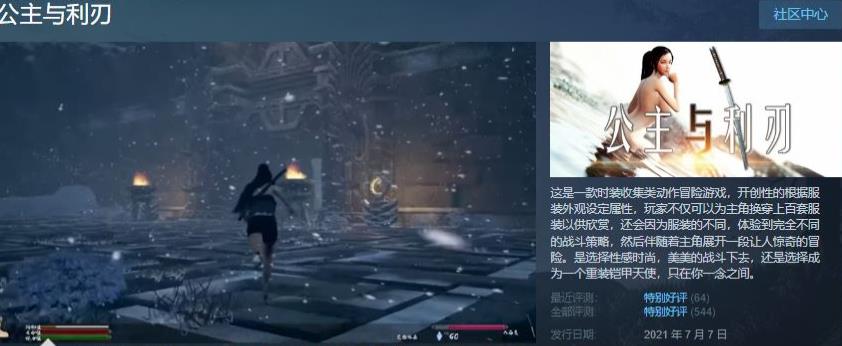 公主与利刃
社区中心
公主与利刃
这是一款时装收集类动作冒险游戏，开创性的根据服
装外观设定属性，玩家不仅可以为主角换穿上百套服
装以供欣赏，还会因为服装的不同，体验到完全不同
的战斗策略，然后伴随着主角展开一段让人惊奇的冒
险。是选择性感时尚，美美的战斗下去，还是选择成
为一个重装铠甲天使，只在你一念之间。
最近评测： 特别好评 (64)
全部评测： 特别好评 (544)
发行日期： 2021 年 7 月 7 日
60